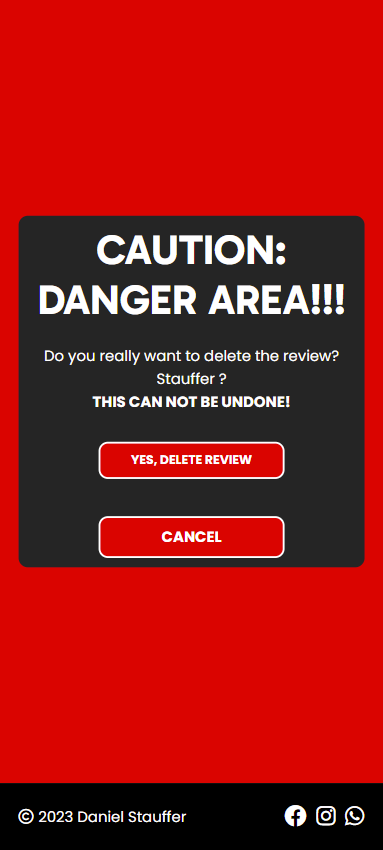 CAUTION:
DANGER AREA!!!
Do you really want to delete the review?
Stauffer ?
THIS CAN NOT BE UNDONE!
YES, DELETE REVIEW
CANCEL
© 2023 Daniel Stauffer